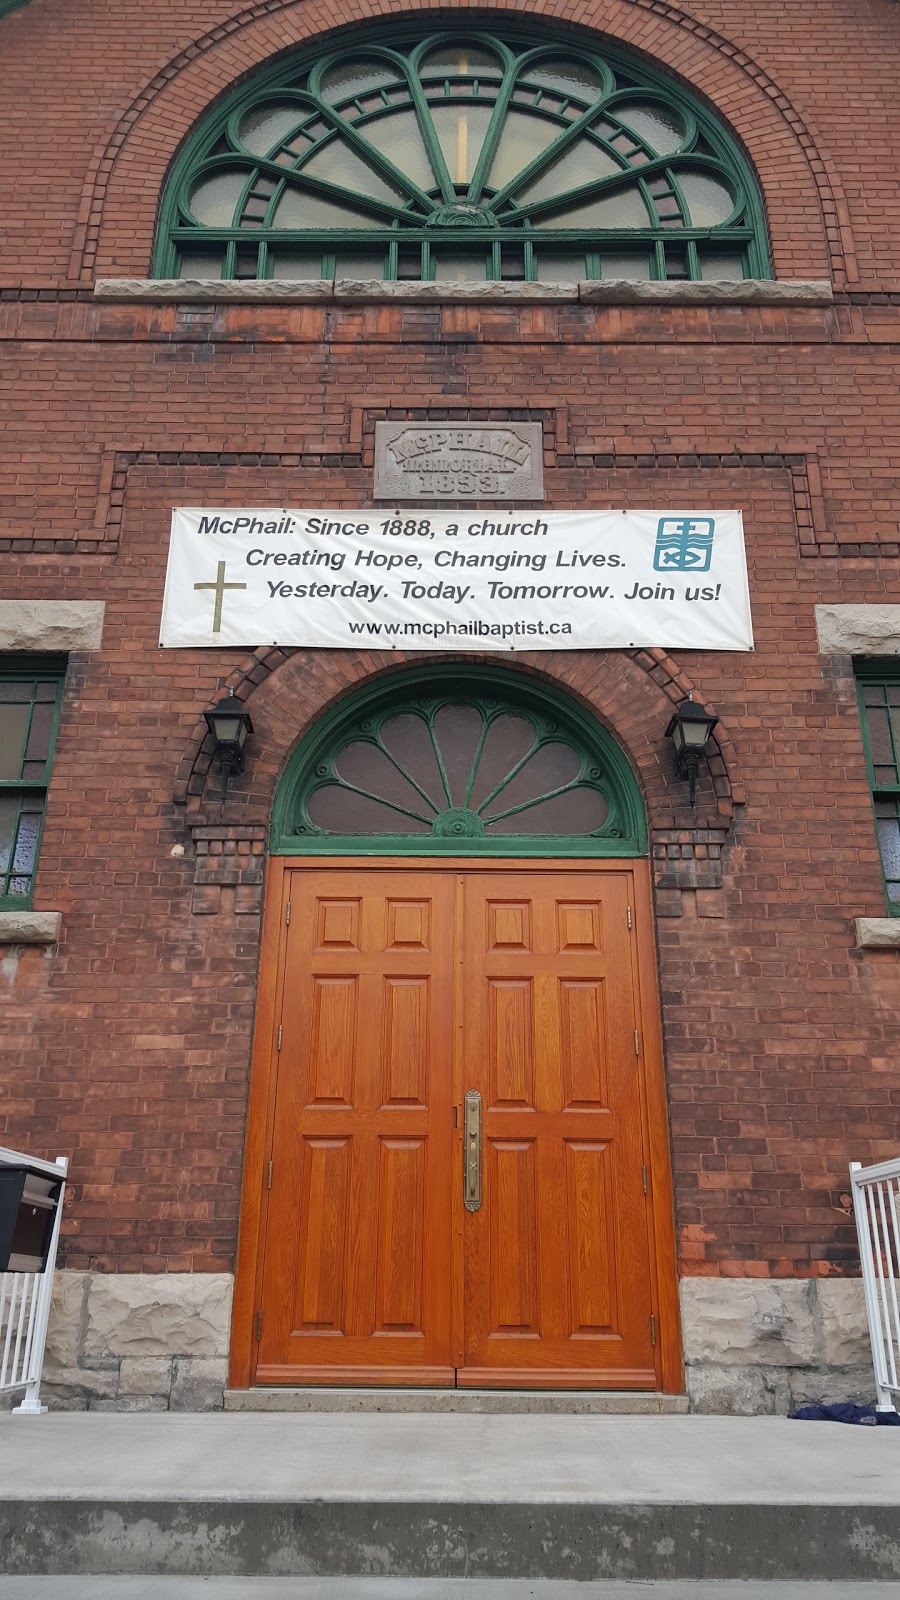 McPHAIL
MEMORIAL
1893
McPhail: Since 1888, a church
Creating Hope, Changing Lives.
Yesterday. Today. Tomorrow. Join us!
www.mcphailbaptist.ca